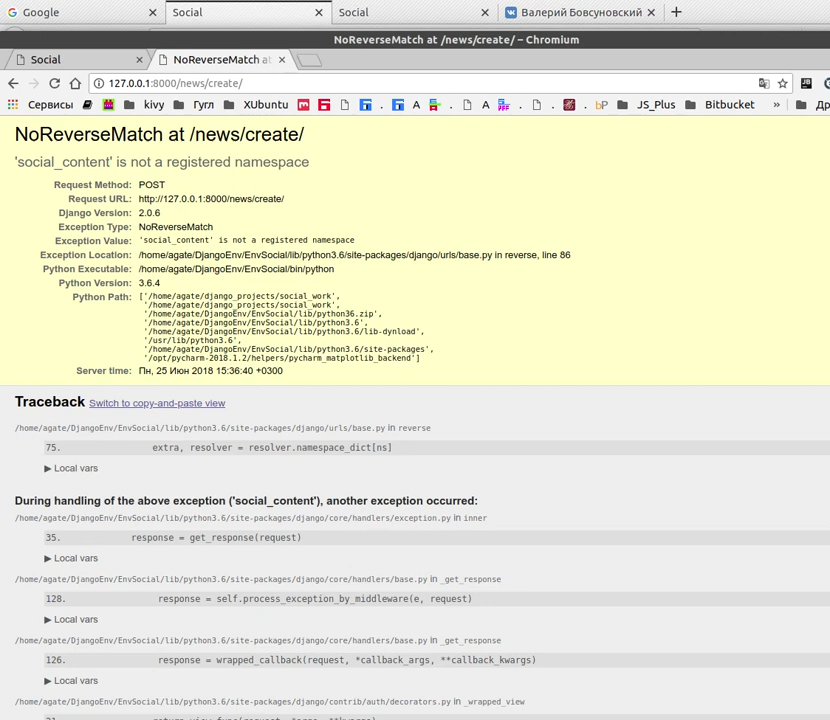 Google
Social
Social
Валерий Бовсуновский
NoReverseMatch at /news/create/ – Chromium
Social
NoReverseMatch at
127.0.0.1:8000/news/create/
Сервисы kivy Гугл XUbuntu . A . A . bP JS_Plus Bitbucket » Др
NoReverseMatch at /news/create/
'social_content' is not a registered namespace
Request Method: POST
Request URL: http://127.0.0.1:8000/news/create/
Django Version: 2.0.6
Exception Type: NoReverseMatch
Exception Value: 'social_content' is not a registered namespace
Exception Location: /home/agate/DjangoEnv/EnvSocial/lib/python3.6/site-packages/django/urls/base.py in reverse, line 86
Python Executable: /home/agate/DjangoEnv/EnvSocial/bin/python
Python Version: 3.6.4
Python Path: ['/home/agate/django_projects/social_work',
'/home/agate/django_projects/social_work',
'/home/agate/DjangoEnv/EnvSocial/lib/python36.zip',
'/home/agate/DjangoEnv/EnvSocial/lib/python3.6',
'/home/agate/DjangoEnv/EnvSocial/lib/python3.6/lib-dynload',
'/usr/lib/python3.6',
'/home/agate/DjangoEnv/EnvSocial/lib/python3.6/site-packages',
'/opt/pycharm-2018.1.2/helpers/pycharm_matplotlib_backend']
Server time: Пн, 25 Июн 2018 15:36:40 +0300
Traceback Switch to copy-and-paste view
/home/agate/DjangoEnv/EnvSocial/lib/python3.6/site-packages/django/urls/base.py in reverse
75. extra, resolver = resolver.namespace_dict[ns]
▶ Local vars
During handling of the above exception ('social_content'), another exception occurred:
/home/agate/DjangoEnv/EnvSocial/lib/python3.6/site-packages/django/core/handlers/exception.py in inner
35. response = get_response(request)
▶ Local vars
/home/agate/DjangoEnv/EnvSocial/lib/python3.6/site-packages/django/core/handlers/base.py in _get_response
128. response = self.process_exception_by_middleware(e, request)
▶ Local vars
/home/agate/DjangoEnv/EnvSocial/lib/python3.6/site-packages/django/core/handlers/base.py in _get_response
126. response = wrapped_callback(request, *callback_args, **callback_kwargs)
▶ Local vars
/home/agate/DjangoEnv/EnvSocial/lib/python3.6/site-packages/django/contrib/auth/decorators.py in _wrapped_view